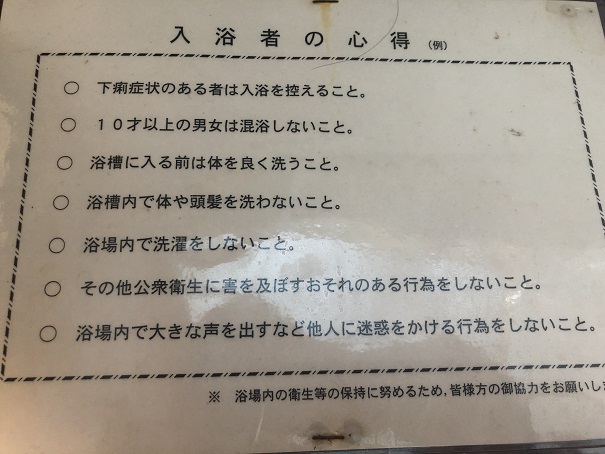 入浴者の心得（例）
○ 下痢症状のある者は入浴を控えること。
○ １０才以上の男女は混浴しないこと。
○ 浴槽に入る前は体を良く洗うこと。
○ 浴槽内で体や頭髪を洗わないこと。
○ 浴場内で洗濯をしないこと。
○ その他公衆衛生に害を及ぼすおそれのある行為をしないこと。
○ 浴場内で大きな声を出すなど他人に迷惑をかける行為をしないこと。
※ 浴場内の衛生等の保持に努めるため，皆様方の御協力をお願いしま